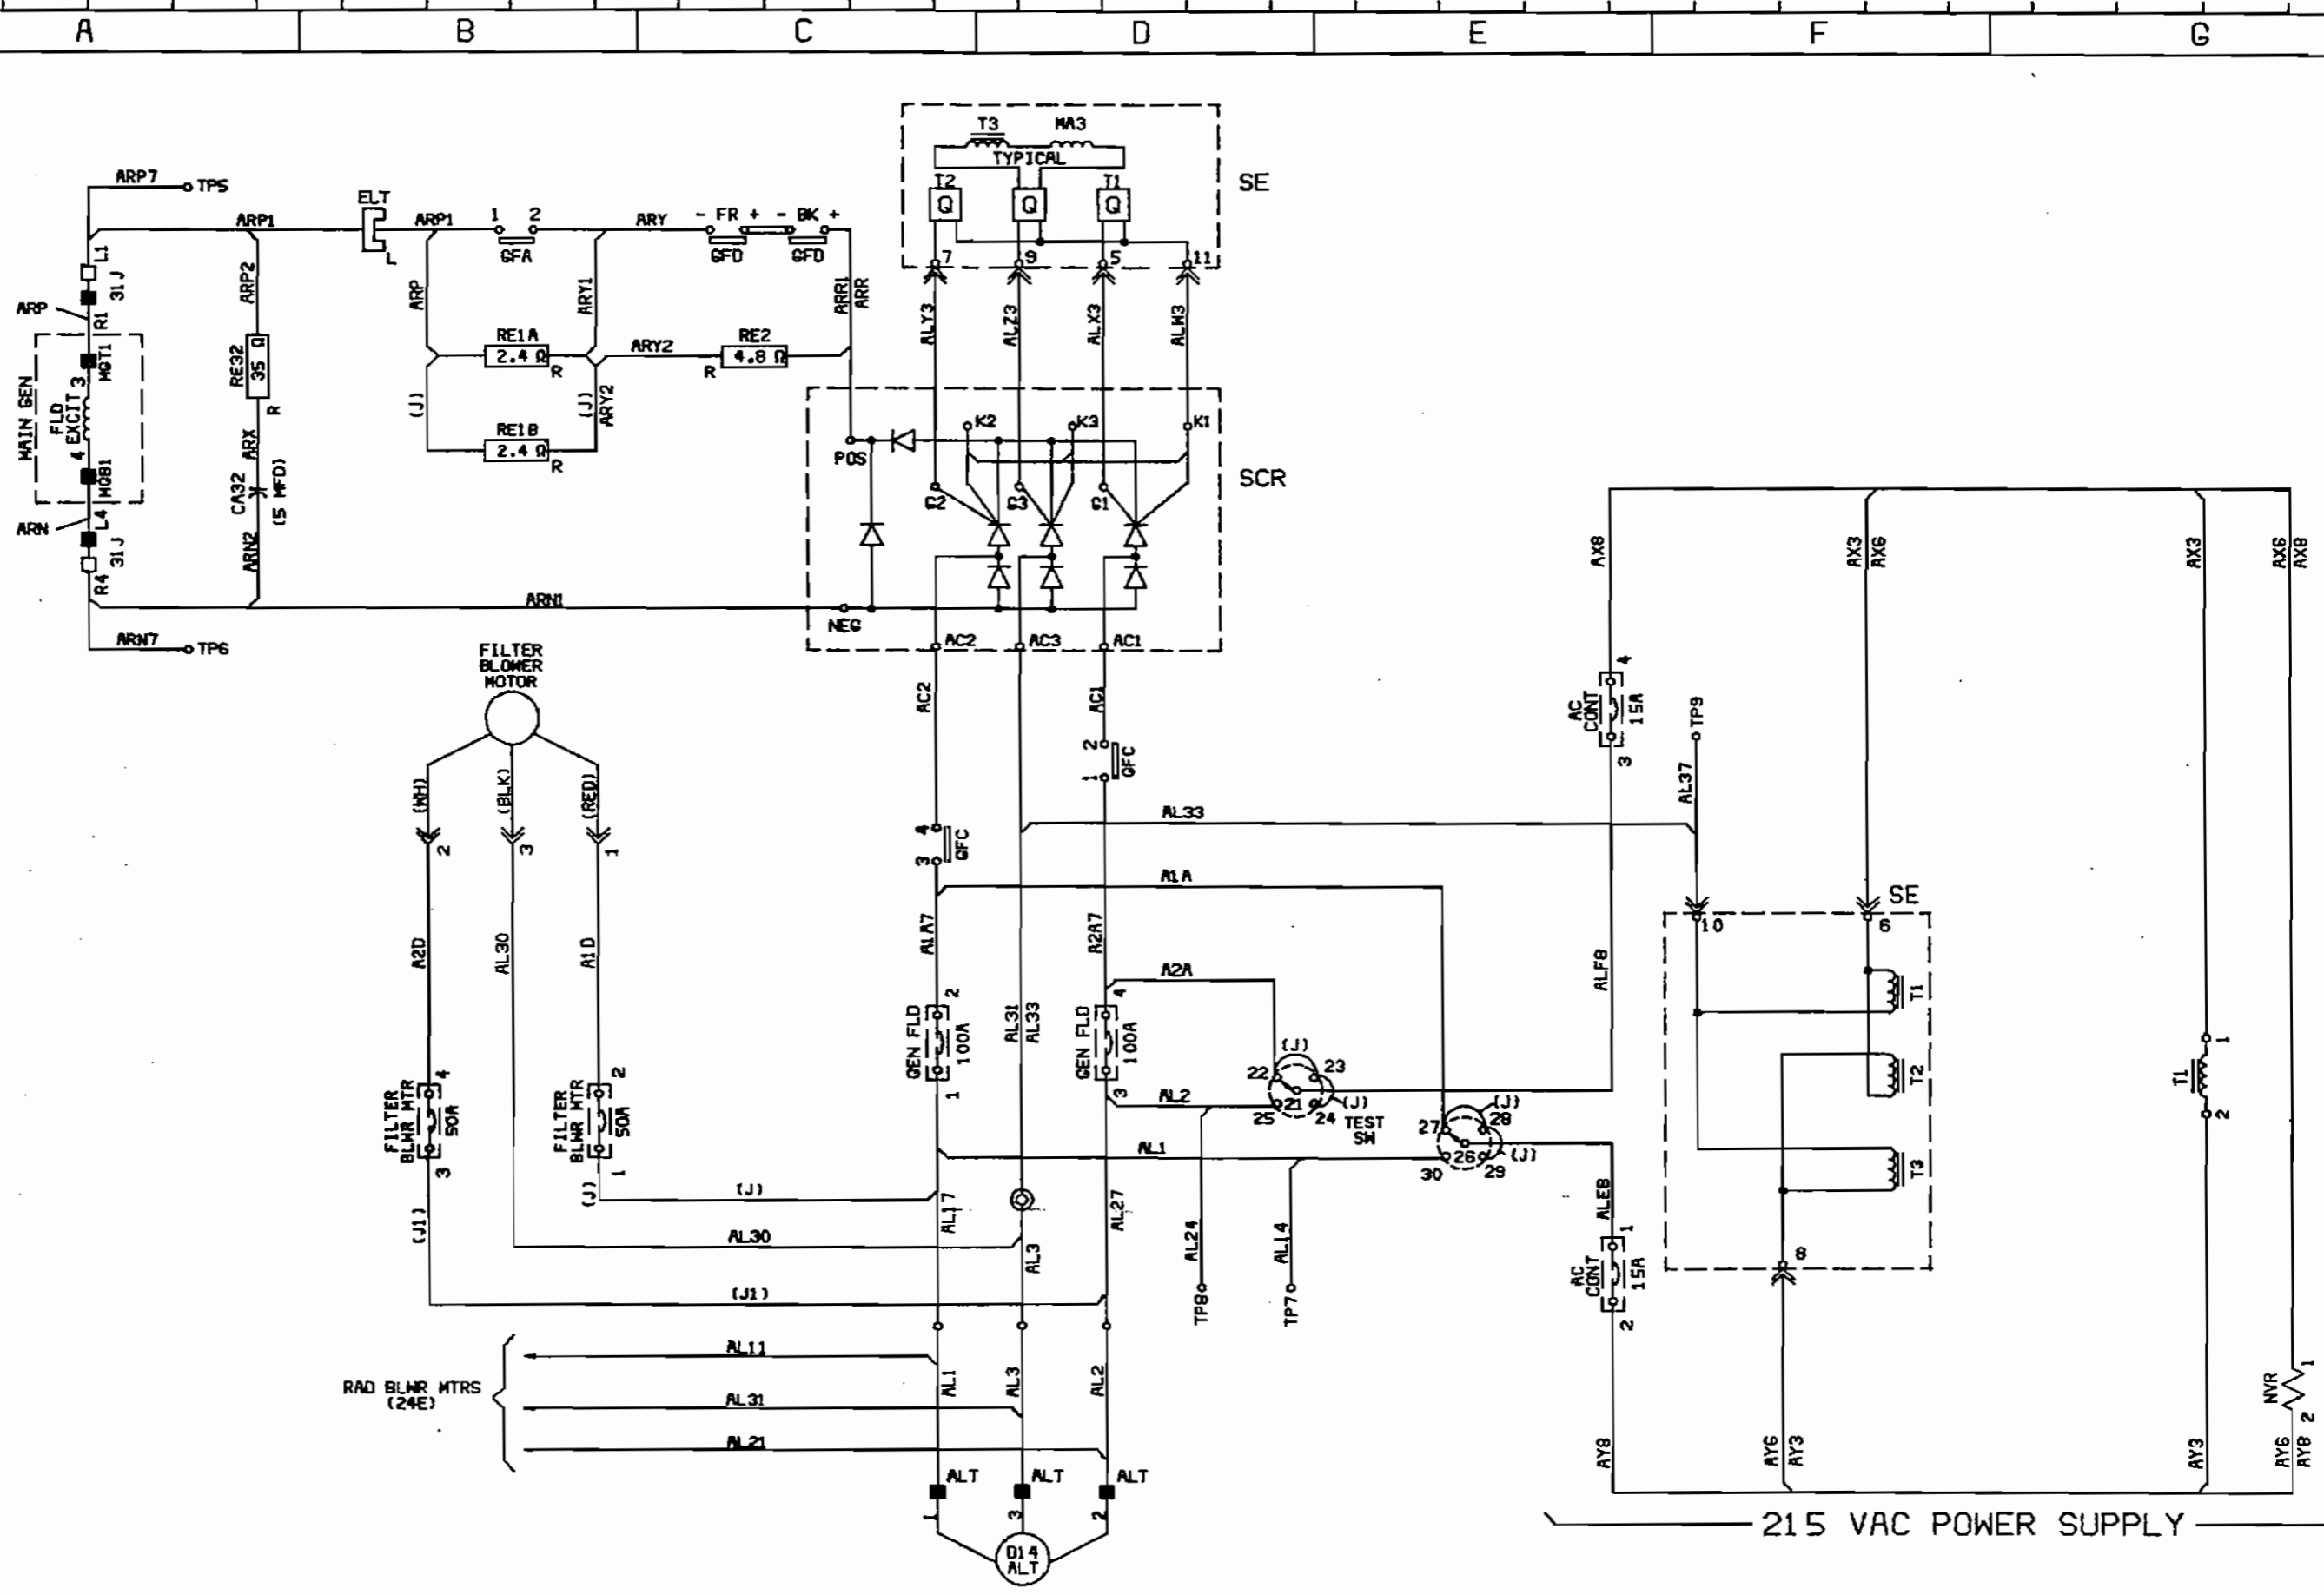 A B C D E F G
T3 MA3
TYPICAL
T2 T1
Q Q Q
SE
7 9 5 11
ARP7 TP5
ELT
L
ARP1
ARP1
1 2
GFA
ARY
- FR + - BK +
GFD GFD
L1
31J
ARP
R1
ARP2
ARP
ARY1
ARR1
ARR
ALY3
ALZ3
ALX3
ALW3
MAIN GEN
FLD
EXCIT
3
4
MGT1
MGB1
RE32
35 Ω
R
RE1A
2.4 Ω
R
ARY2
RE2
4.8 Ω
R
(J)
(J)
ARY2
RE1B
2.4 Ω
R
ARN
L4
31J
R4
ARX
CA32
(5 MFD)
ARN2
K2 K3 K1
POS
G2 G3 G1
SCR
ARN1
NEG
AC2 AC3 AC1
ARN7 TP6
FILTER
BLOWER
MOTOR
(WH)
(BLK)
(RED)
2 3 1
AC2
AC1
2
1
GFC
4
3
GFC
AL33
A1A
A2D
AL30
A1D
A1A7
A2A7
A2A
AL31
AL33
GEN FLD
100A
2
1
GEN FLD
100A
4
3
AL2
AL1
FILTER
BLWR MTR
50A
4
3
FILTER
BLWR MTR
50A
2
1
(J)
(J)
(J1)
AL30
(J1)
AL17
AL3
AL27
(J)
22 23
25 21 24
(J)
TEST
SW
(J)
27 28
30 26 29
(J)
AL24
AL14
TP8
TP7
AX8
AX3
AX6
AX3
AX6
AX8
AC
CONT
15A
4
3
TP9
AL37
ALF8
SE
10 6
T1
T2
T3
8
T1
1
2
ALE8
AC
CONT
15A
1
2
RAD BLWR MTRS
(24E)
AL11
AL31
AL21
AL1
AL3
AL2
ALT ALT ALT
1 3 2
D14
ALT
AY8
AY6
AY3
AY3
AY6
AY8
NVR
1
2
215 VAC POWER SUPPLY